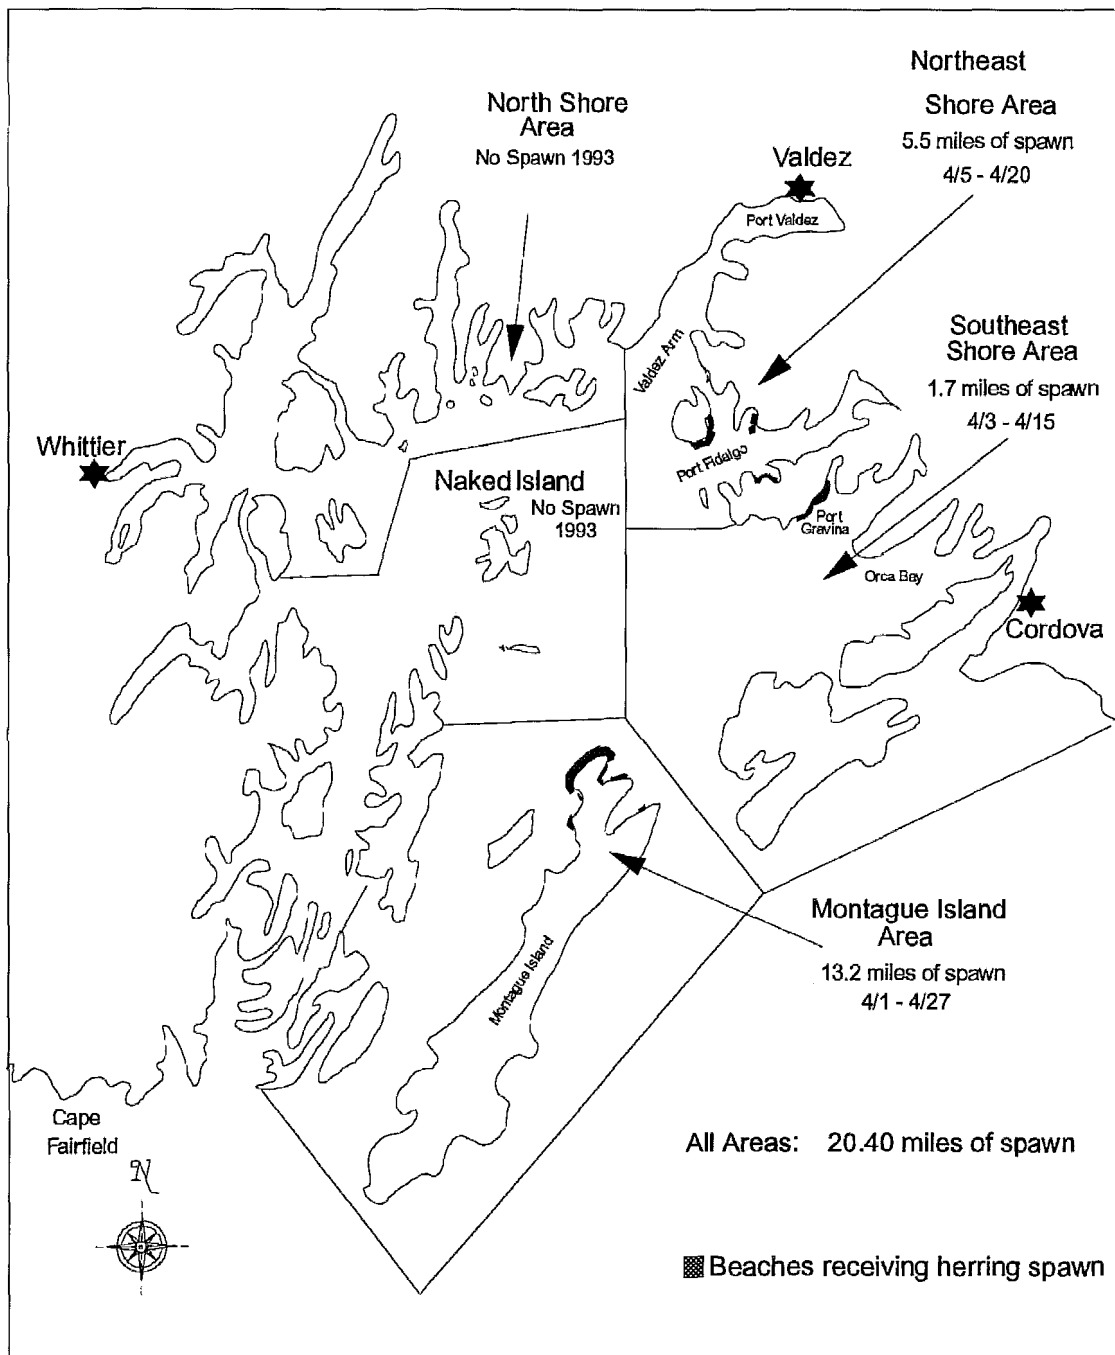 Northeast
Shore Area
5.5 miles of spawn
4/5 - 4/20
North Shore
Area
No Spawn 1993
Valdez
Port Valdez
Valdez Arm
Southeast
Shore Area
1.7 miles of spawn
4/3 - 4/15
Whittier
Port Fidalgo
Naked Island
No Spawn
1993
Port
Gravina
Orca Bay
Cordova
Montague Island
Area
13.2 miles of spawn
4/1 - 4/27
Montague Island
Cape
Fairfield
N
All Areas: 20.40 miles of spawn
Beaches receiving herring spawn